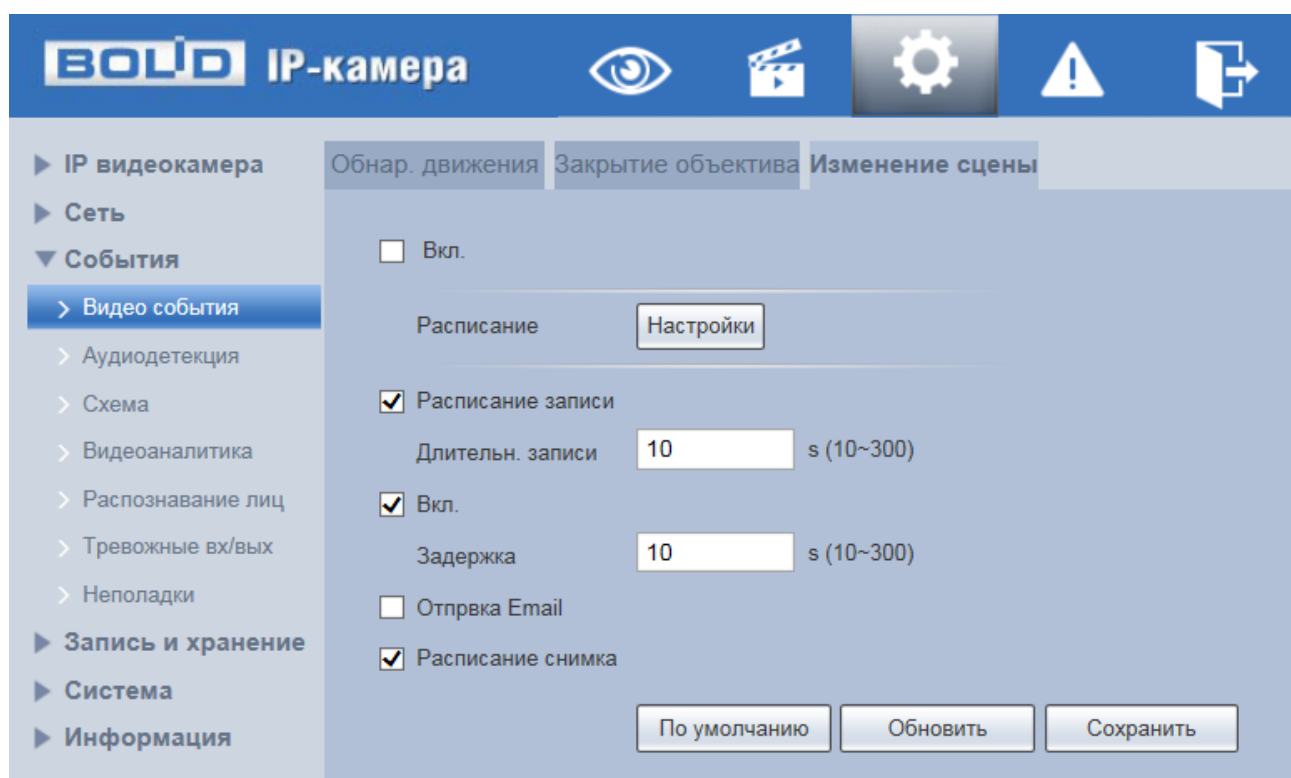 BOLID IP-камера
IP видеокамера
Сеть
События
Видео события
Аудиодетекция
Схема
Видеоаналитика
Распознавание лиц
Тревожные вх/вых
Неполадки
Запись и хранение
Система
Информация
Обнар. движения Закрытие объектива Изменение сцены
Вкл.
Расписание Настройки
Расписание записи
Длительн. записи 10 s (10~300)
Вкл.
Задержка 10 s (10~300)
Отпрвка Email
Расписание снимка
По умолчанию Обновить Сохранить